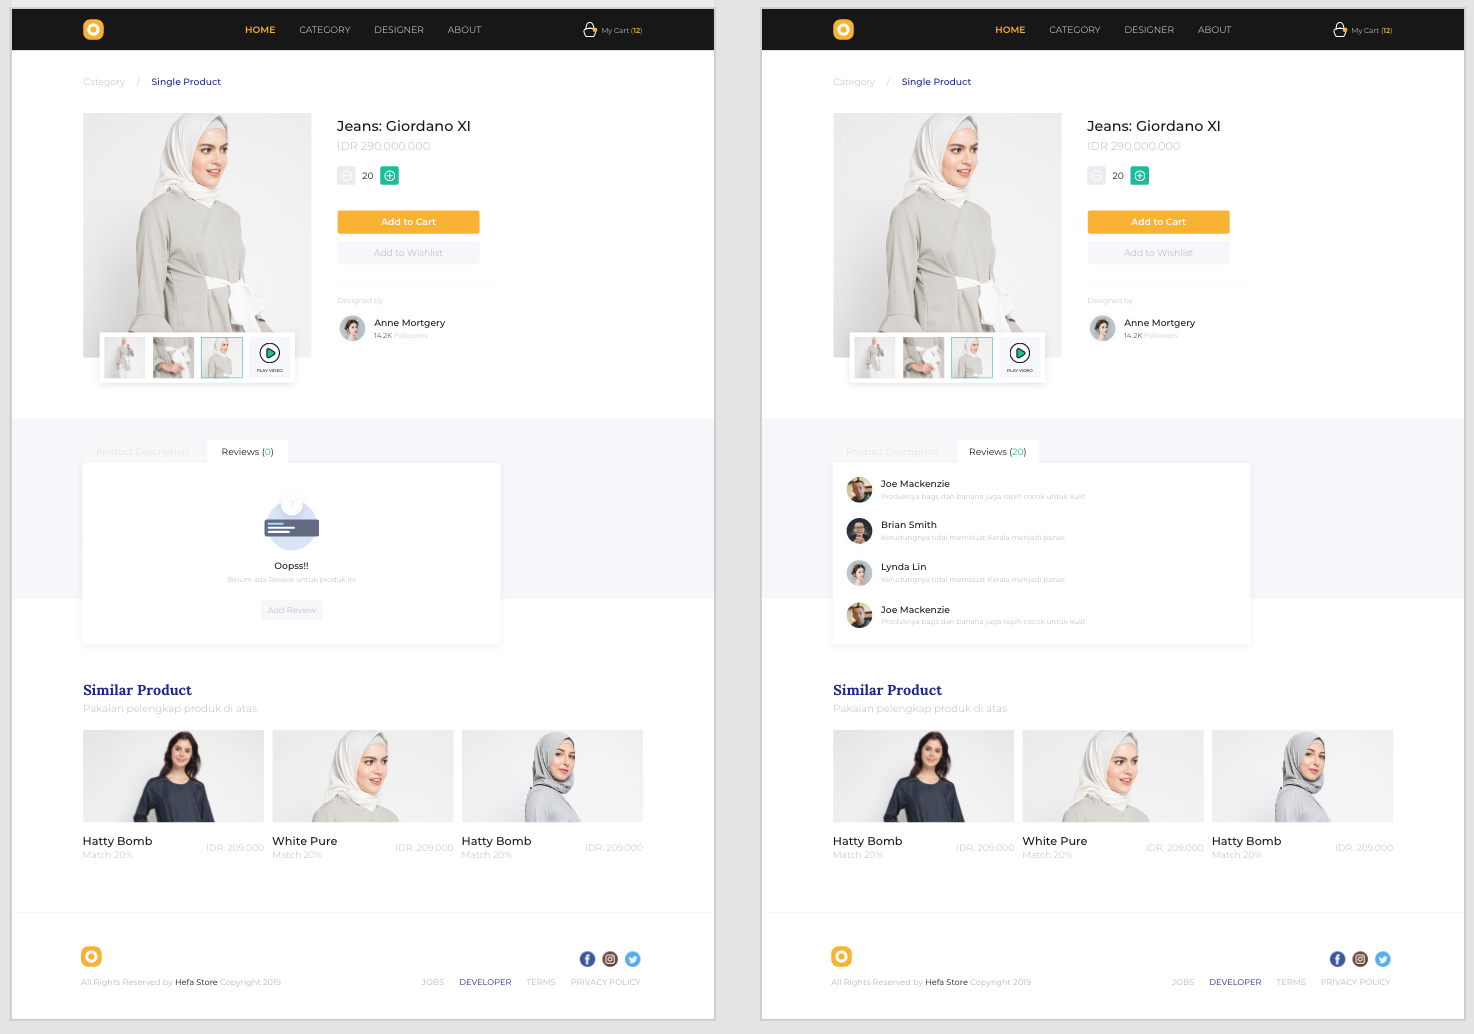 HOME CATEGORY DESIGNER ABOUT My Cart (12)
Category / Single Product
Jeans: Giordano XI
IDR 290.000.000
20
Add to Cart
Add to Wishlist
Designed by
Anne Mortgery
14.2K Followers
PLAY VIDEO
Product Description Reviews (0)
?
Oopss!!
Belum ada Review untuk produk ini
Add Review
Similar Product
Pakaian pelengkap produk di atas
Hatty Bomb
Match 20%
IDR. 209.000
White Pure
Match 20%
IDR. 209.000
Hatty Bomb
Match 20%
IDR. 209.000
All Rights Reserved by Hefa Store Copyright 2019
JOBS DEVELOPER TERMS PRIVACY POLICY
HOME CATEGORY DESIGNER ABOUT My Cart (12)
Category / Single Product
Jeans: Giordano XI
IDR 290.000.000
20
Add to Cart
Add to Wishlist
Designed by
Anne Mortgery
14.2K Followers
PLAY VIDEO
Product Description Reviews (20)
Joe Mackenzie
Produknya bags dan banana juga rapih cocok untuk kulit
Brian Smith
Kerudungnya tidal membuat Kerala menjadi panas
Lynda Lin
Kerudungnya tidal membuat Kerala menjadi panas
Joe Mackenzie
Produknya bags dan banana juga rapih cocok untuk kulit
Similar Product
Pakaian pelengkap produk di atas
Hatty Bomb
Match 20%
IDR. 209.000
White Pure
Match 20%
IDR. 209.000
Hatty Bomb
Match 20%
IDR. 209.000
All Rights Reserved by Hefa Store Copyright 2019
JOBS DEVELOPER TERMS PRIVACY POLICY